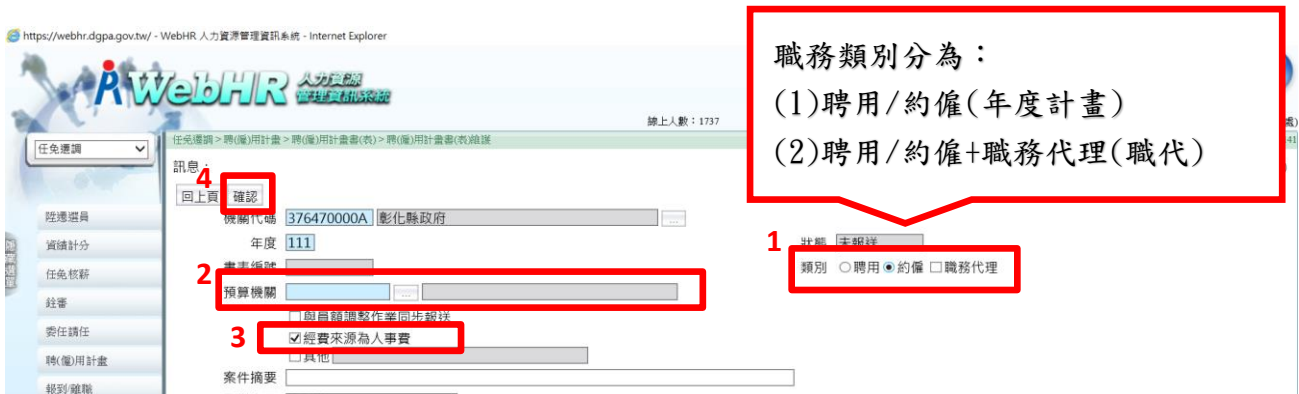 https://webhr.dgpa.gov.tw/ - WebHR 人力資源管理資訊系統 - Internet Explorer
WebHR 人力資源管理資訊系統
線上人數：1737
職務類別分為：
(1)聘用/約僱(年度計畫)
(2)聘用/約僱+職務代理(職代)
任免遷調
任免遷調 > 聘(僱)用計畫 > 聘(僱)用計畫書(表) > 聘(僱)用計畫書(表)維護
訊息：
4
回上頁 確認
機關代碼 376470000A 彰化縣政府 ...
年度 111
1
狀態 未報送
書表編號
類別 聘用 約僱 職務代理
2
預算機關 ...
與員額調整作業同步報送
3
經費來源為人事費
其他
案件摘要
陞遷選員
資績計分
任免核薪
銓審
委任請任
聘(僱)用計畫
報到/離職